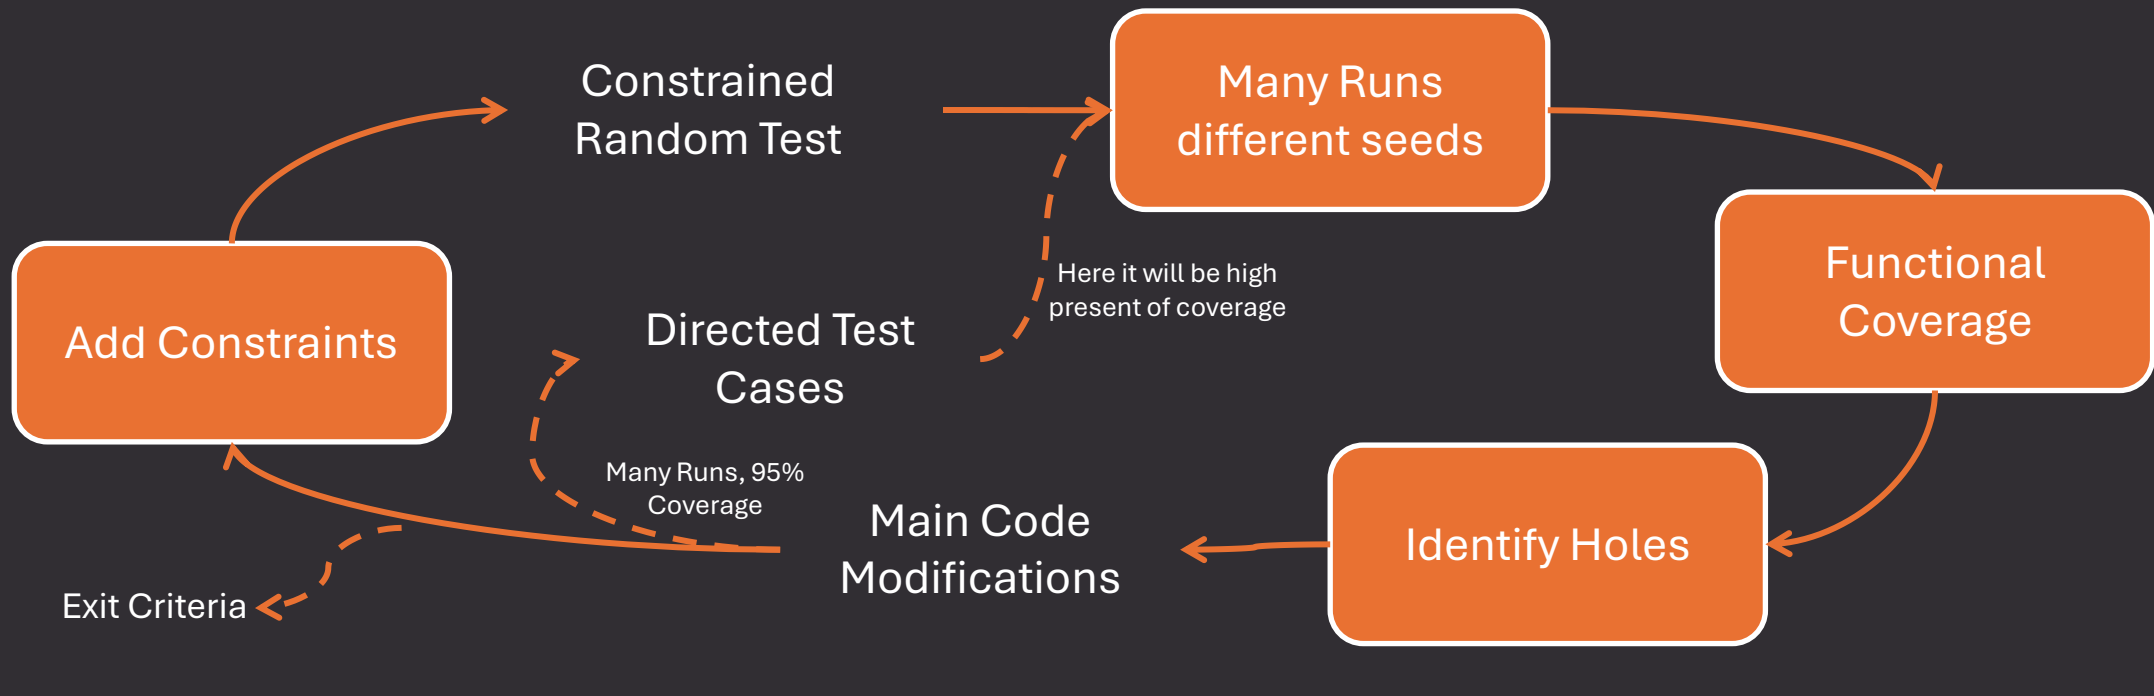 Constrained
Random Test
Many Runs
different seeds
Functional
Coverage
Here it will be high
present of coverage
Add Constraints
Directed Test
Cases
Many Runs, 95%
Coverage
Main Code
Modifications
Identify Holes
Exit Criteria